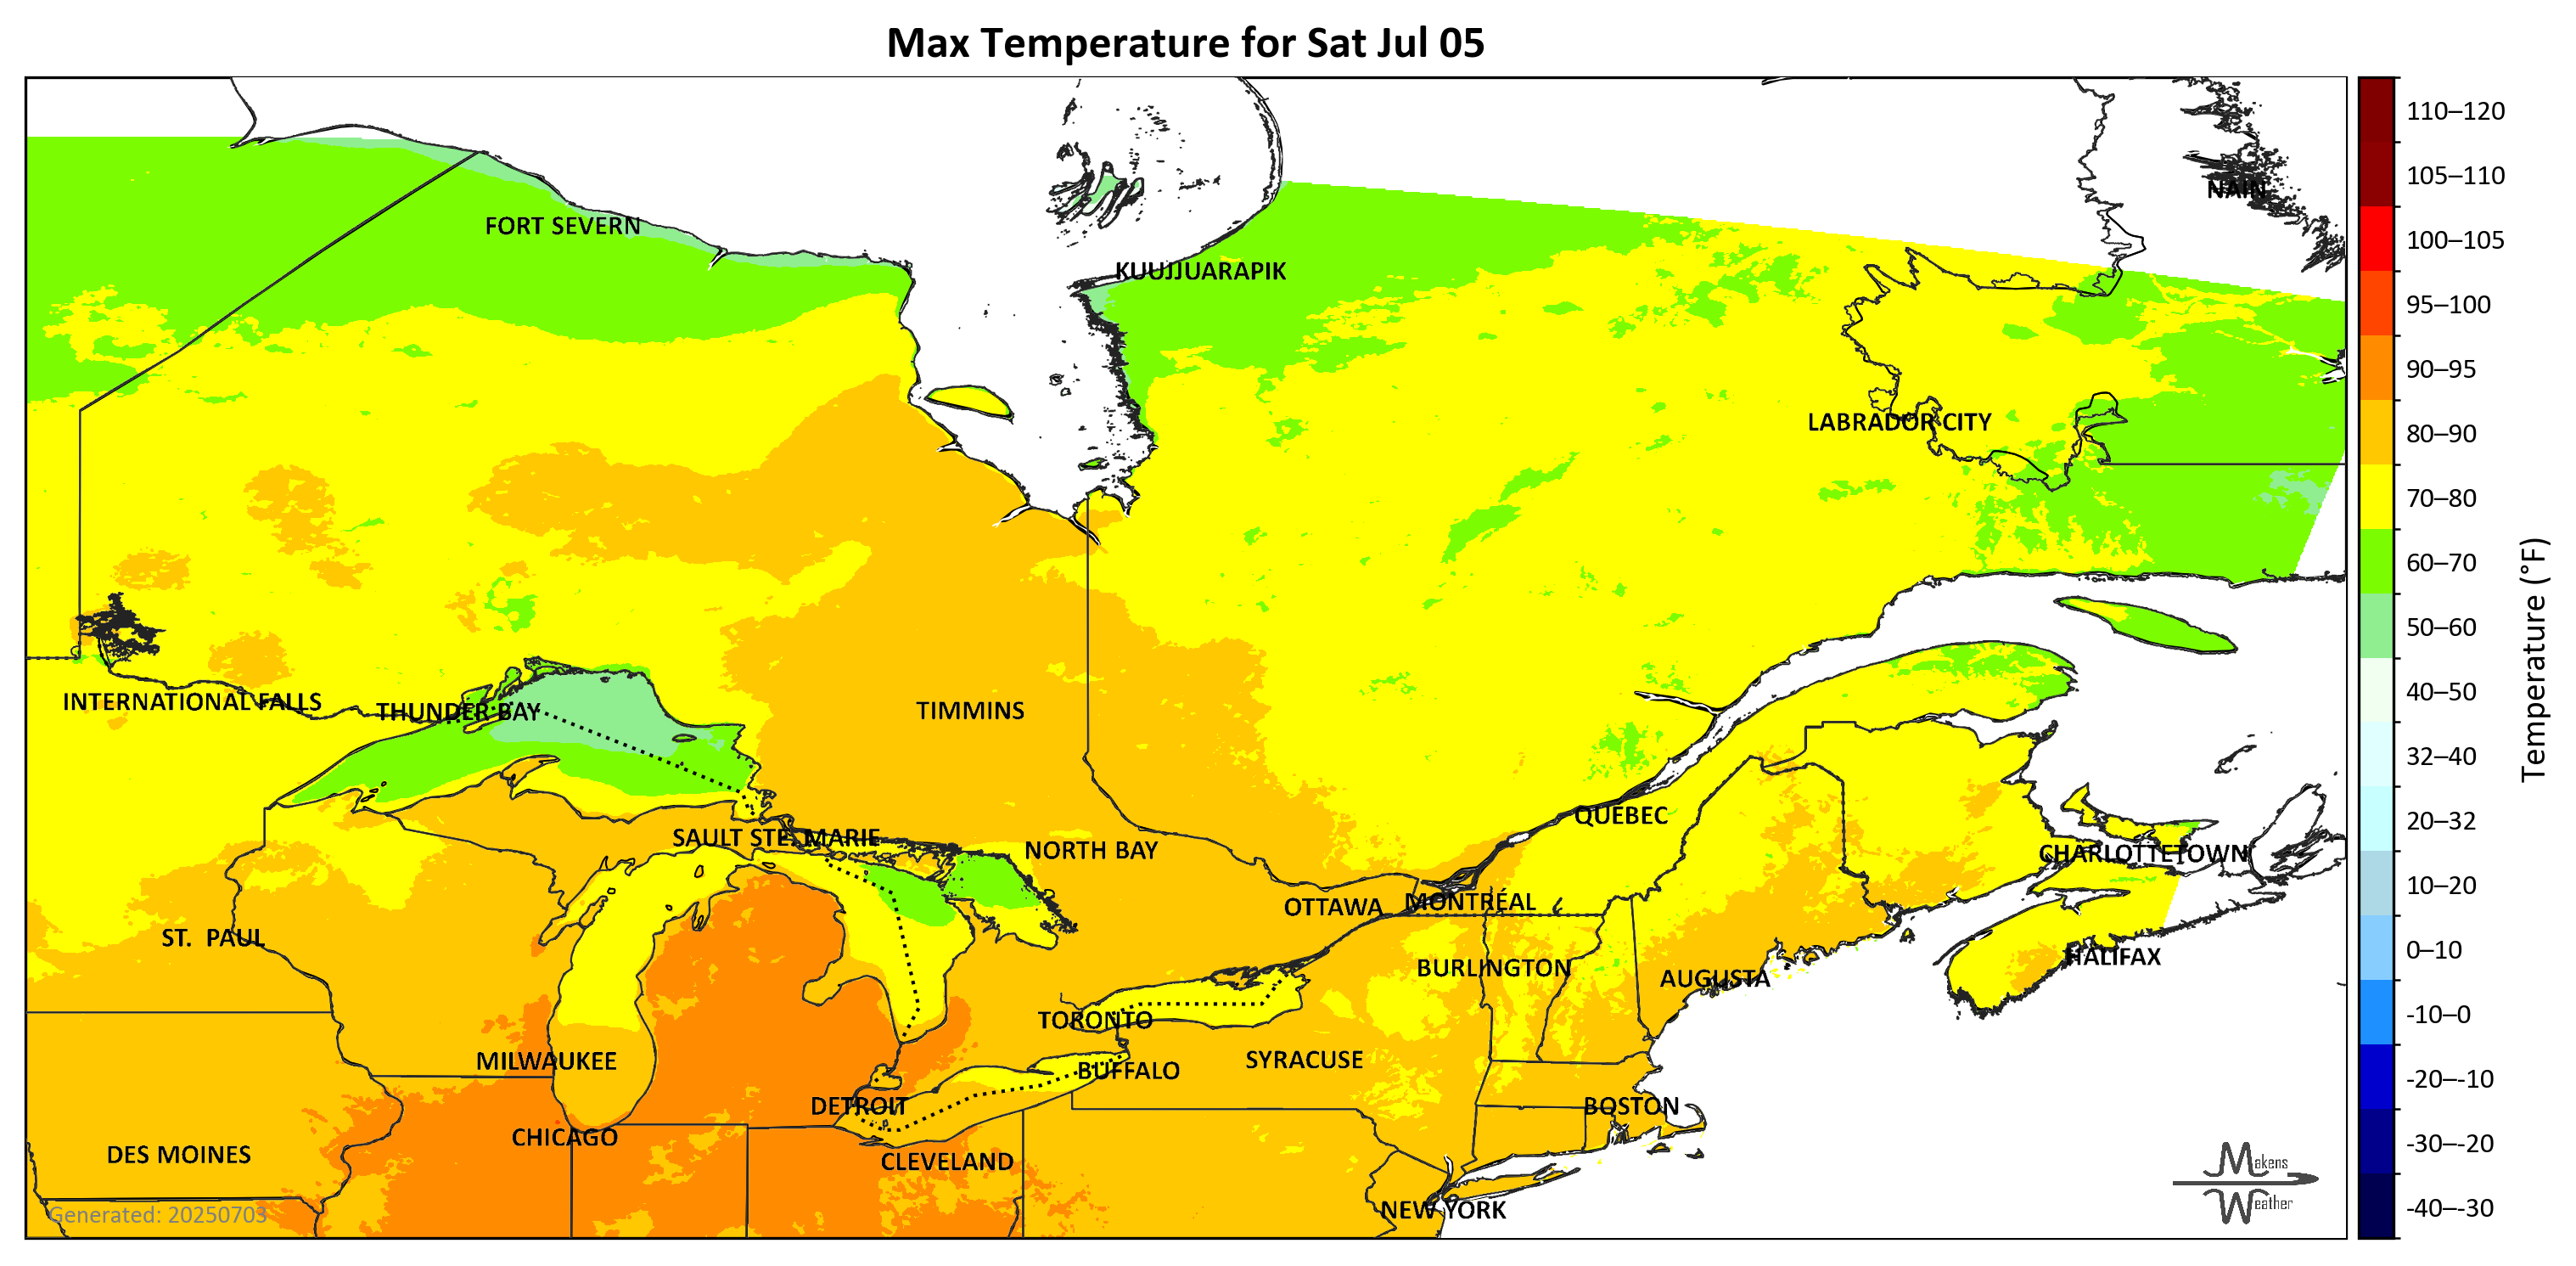 Max Temperature for Sat Jul 05
110–120
105–110
NAIN
FORT SEVERN
100–105
KUUJJUARAPIK
95–100
90–95
LABRADOR CITY
80–90
70–80
60–70
50–60
Temperature (°F)
INTERNATIONAL FALLS
THUNDER BAY
TIMMINS
40–50
32–40
QUEBEC
20–32
SAULT STE. MARIE
NORTH BAY
CHARLOTTETOWN
10–20
OTTAWA
MONTRÉAL
ST. PAUL
0–10
HALIFAX
BURLINGTON
AUGUSTA
-10–0
TORONTO
MILWAUKEE
BUFFALO
SYRACUSE
-20–-10
DETROIT
BOSTON
CHICAGO
-30–-20
DES MOINES
CLEVELAND
Makens
Weather
-40–-30
NEW YORK
Generated: 20250703